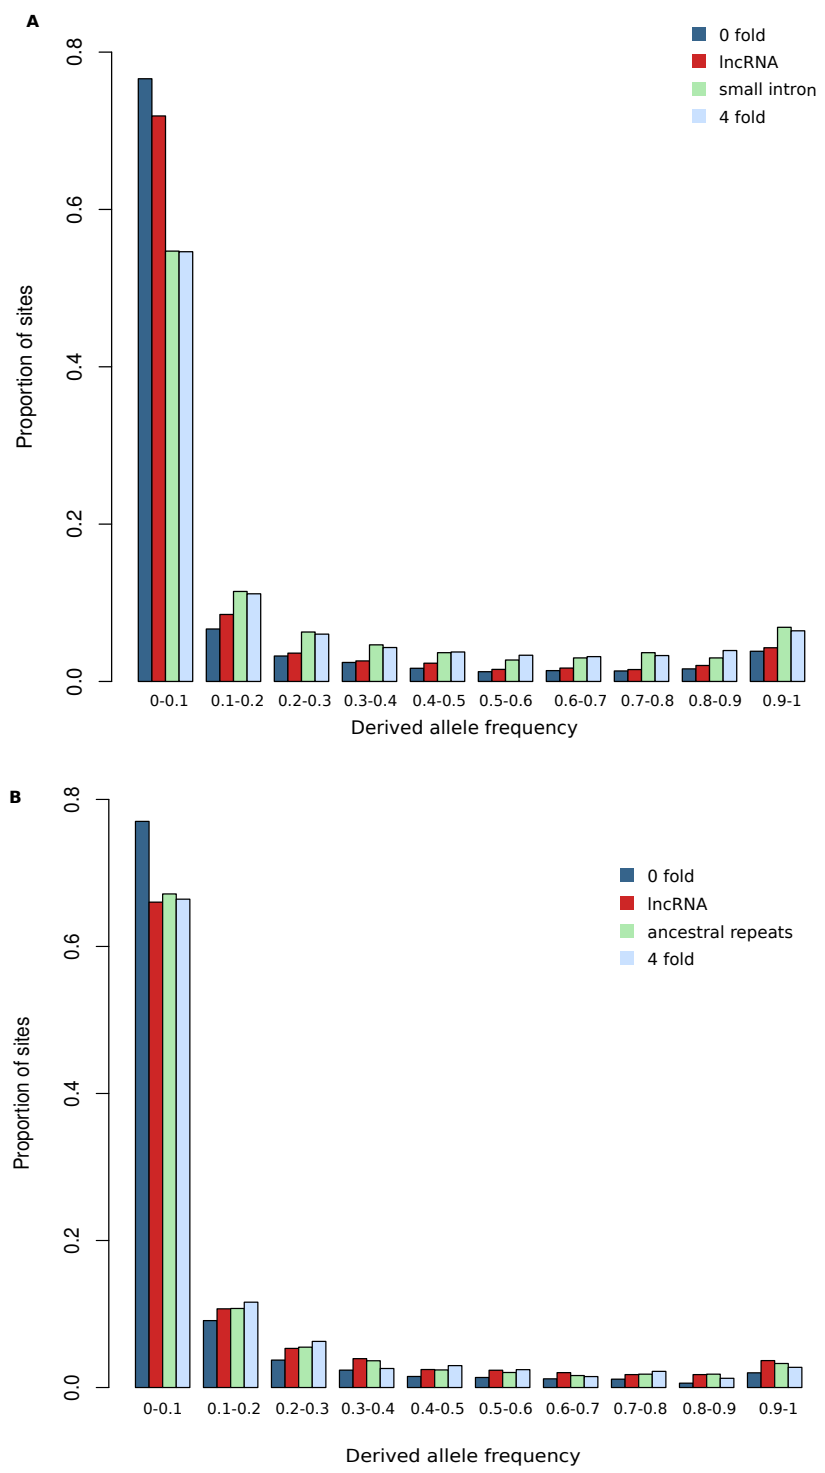 A
0 fold
lncRNA
small intron
4 fold
Proportion of sites
0.8
0.6
0.4
0.2
0.0
0-0.1 0.1-0.2 0.2-0.3 0.3-0.4 0.4-0.5 0.5-0.6 0.6-0.7 0.7-0.8 0.8-0.9 0.9-1
Derived allele frequency
B
0 fold
lncRNA
ancestral repeats
4 fold
Proportion of sites
0.8
0.6
0.4
0.2
0.0
0-0.1 0.1-0.2 0.2-0.3 0.3-0.4 0.4-0.5 0.5-0.6 0.6-0.7 0.7-0.8 0.8-0.9 0.9-1
Derived allele frequency